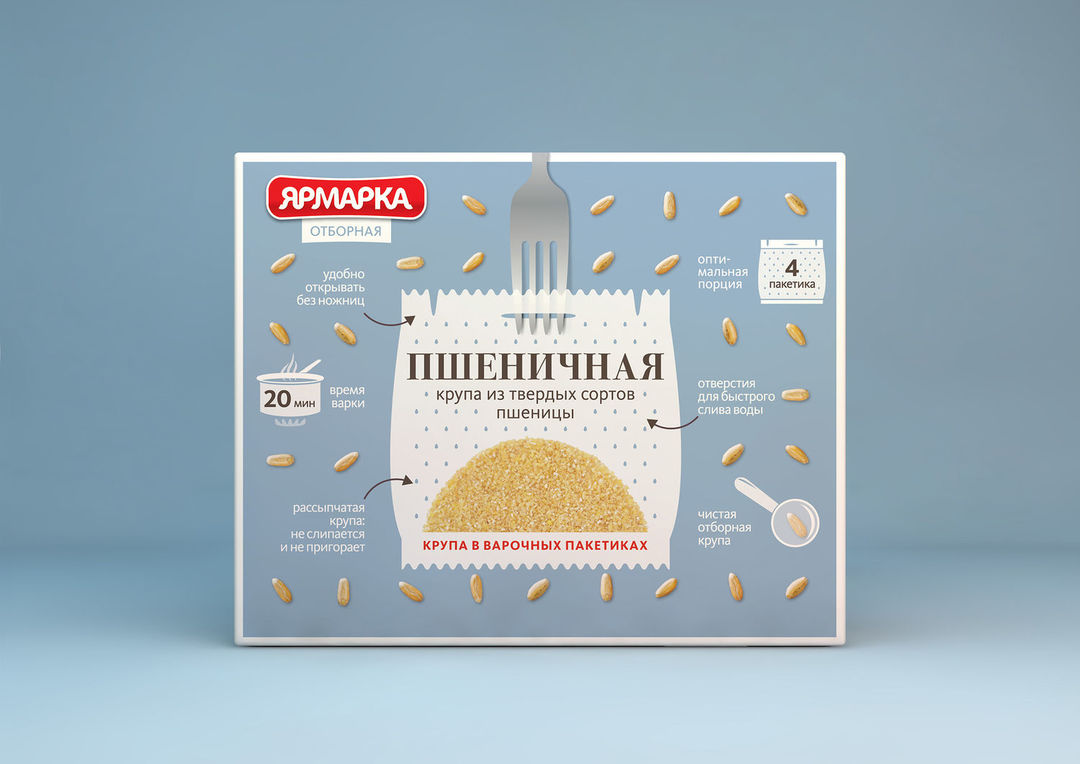 ЯРМАРКА
ОТБОРНАЯ
удобно
открывать
без ножниц
опти-
мальная
порция
4
пакетика
ПШЕНИЧНАЯ
крупа из твердых сортов
пшеницы
20 мин
время
варки
отверстия
для быстрого
слива воды
рассыпчатая
крупа:
не слипается
и не пригорает
чистая
отборная
крупа
КРУПА В ВАРОЧНЫХ ПАКЕТИКАХ